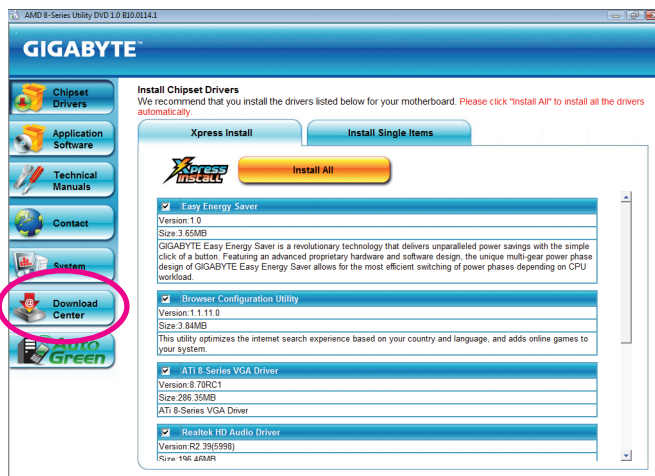 AMD 8-Series Utility DVD 1.0 B10.0114.1
GIGABYTE™
Chipset
Drivers
Application
Software
Technical
Manuals
Contact
System
Download
Center
Auto
Green
Install Chipset Drivers
We recommend that you install the drivers listed below for your motherboard. Please click "Install All" to install all the drivers
automatically.
Xpress Install
Install Single Items
Xpress
Install
Install All
Easy Energy Saver
Version:1.0
Size:3.65MB
GIGABYTE Easy Energy Saver is a revolutionary technology that delivers unparalleled power savings with the simple
click of a button. Featuring an advanced proprietary hardware and software design, the unique multi-gear power phase
design of GIGABYTE Easy Energy Saver allows for the most efficient switching of power phases depending on CPU
workload.
Browser Configuration Utility
Version:1.1.11.0
Size:3.84MB
This utility optimizes the internet search experience based on your country and language, and adds online games to
your system.
ATi 8-Series VGA Driver
Version:8.70RC1
Size:286.35MB
ATi 8-Series VGA Driver
Realtek HD Audio Driver
Version:R2.39(5998)
Size:196.46MB